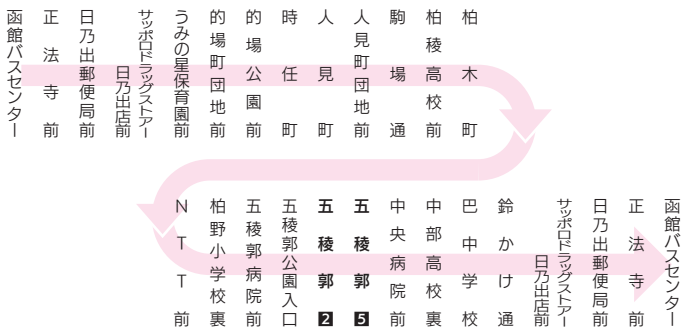 函館バスセンター
正法寺前
日乃出郵便局前
サッポロドラッグストアー
日乃出店前
うみの星保育園前
的場町団地前
的場公園前
時任町
人見町
人見町団地前
駒場通
柏稜高校前
柏木町
NTT前
柏野小学校裏
五稜郭病院前
五稜郭公園入口
五稜郭2
五稜郭5
中央病院前
中部高校裏
巴中学校
鈴かけ通
サッポロドラッグストアー
日乃出店前
日乃出郵便局前
正法寺前
函館バスセンター